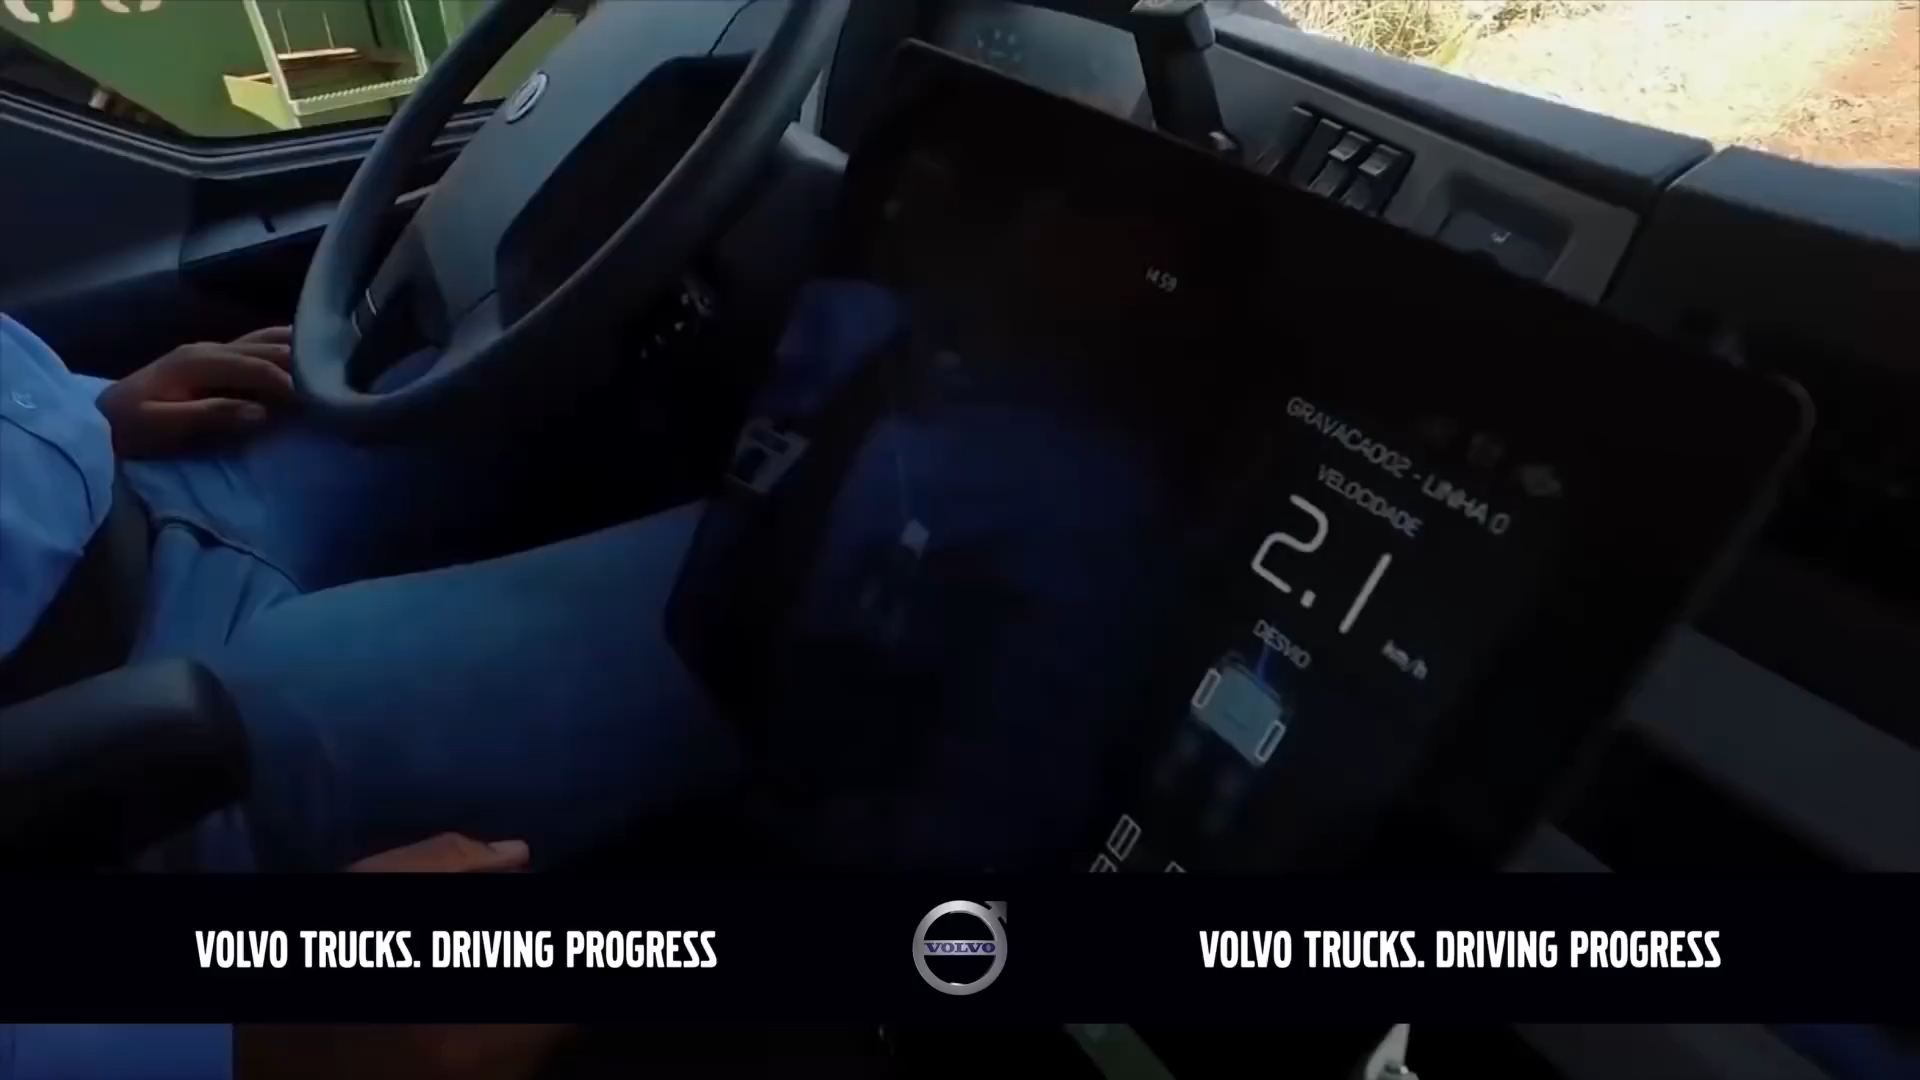 14:59
GRAVACAO02 - LINHA 0
VELOCIDADE
2.1
km/h
DESVIO
VOLVO TRUCKS. DRIVING PROGRESS
VOLVO
VOLVO TRUCKS. DRIVING PROGRESS